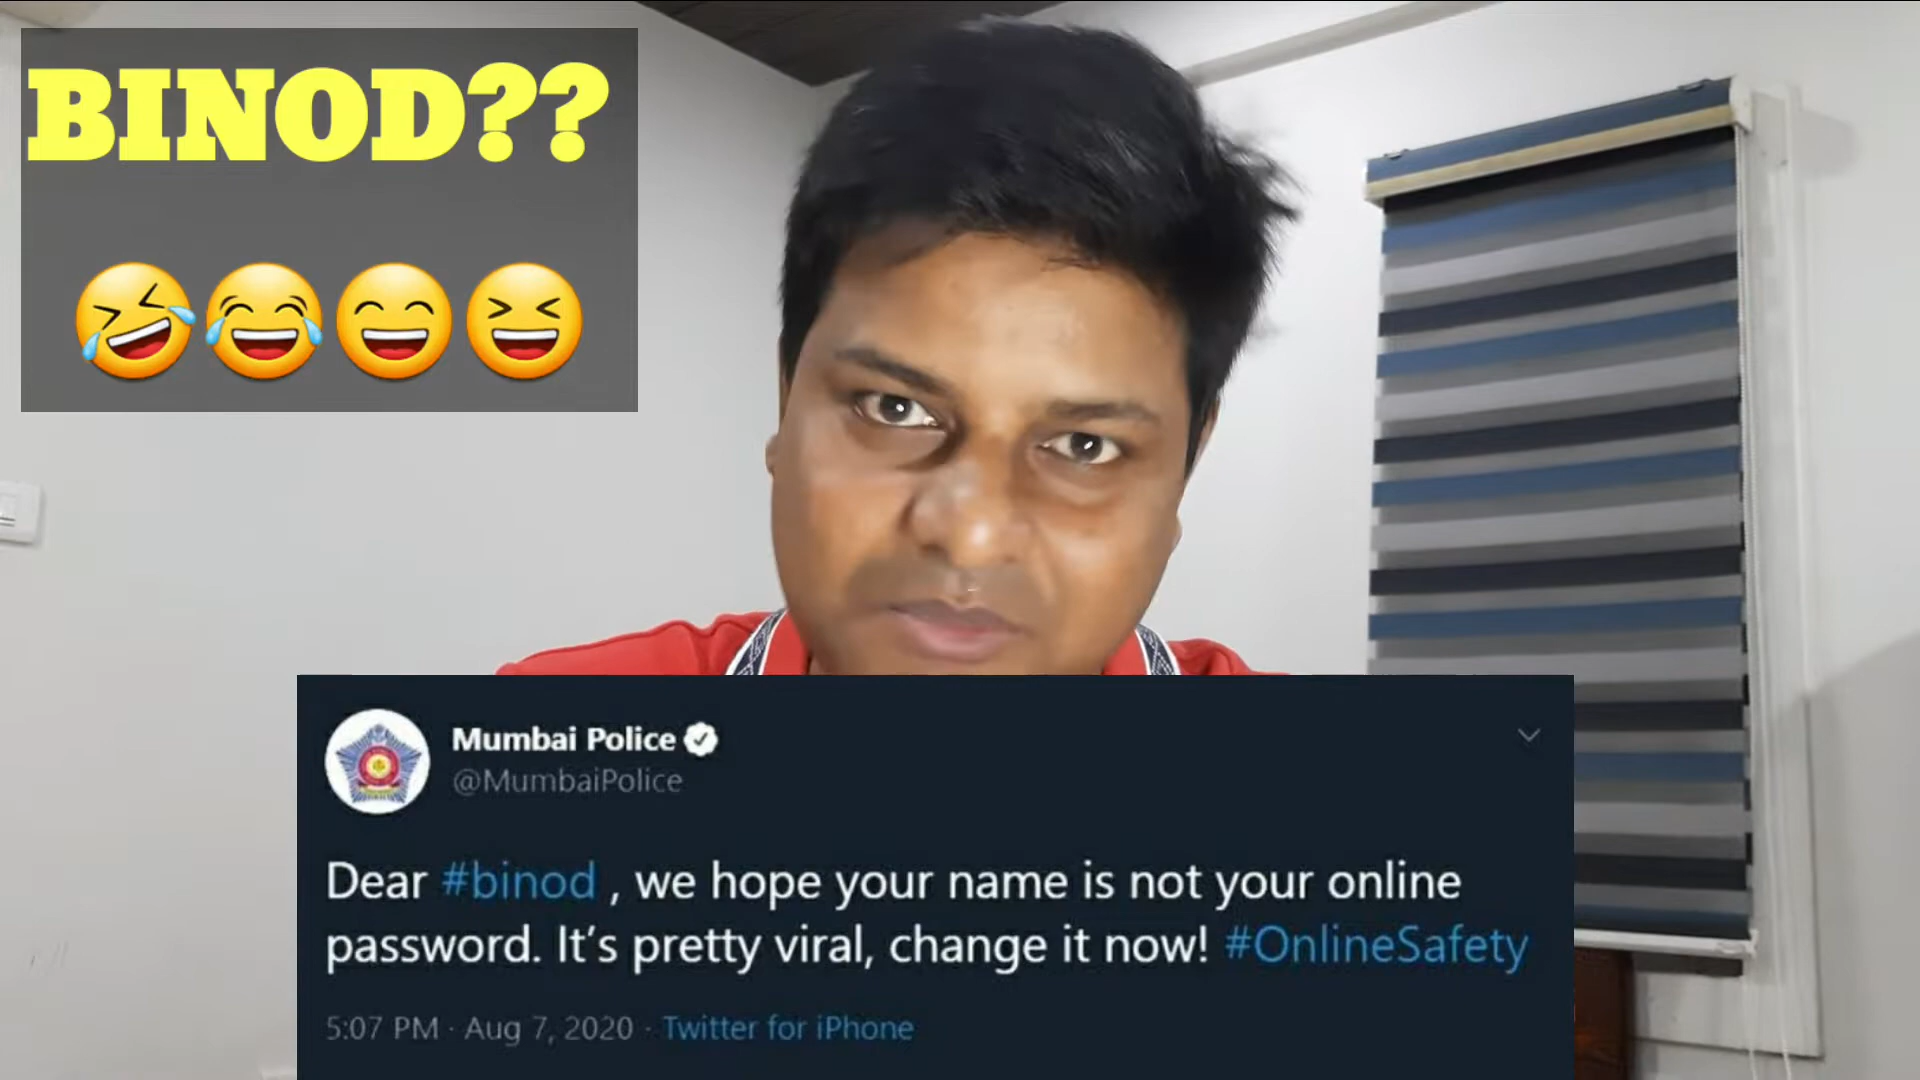 BINOD??
🤣😂😄😆
Mumbai Police
@MumbaiPolice
Dear #binod , we hope your name is not your online
password. It's pretty viral, change it now! #OnlineSafety
5:07 PM · Aug 7, 2020 · Twitter for iPhone